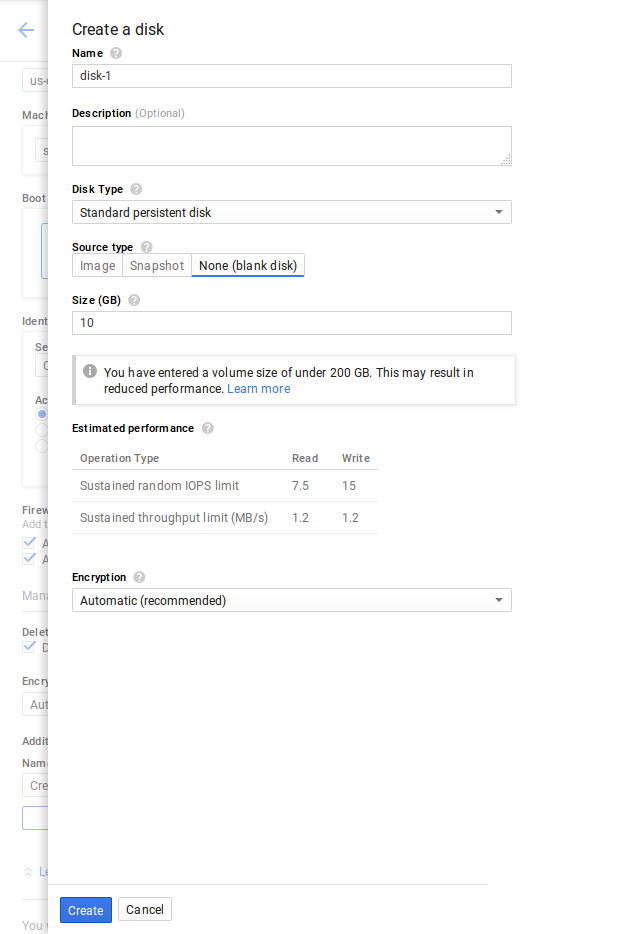 Create a disk
Name
disk-1
Description (Optional)
Disk Type
Standard persistent disk
Source type
Image Snapshot None (blank disk)
Size (GB)
10
You have entered a volume size of under 200 GB. This may result in
reduced performance. Learn more
Estimated performance
Operation Type Read Write
Sustained random IOPS limit 7.5 15
Sustained throughput limit (MB/s) 1.2 1.2
Encryption
Automatic (recommended)
Create Cancel
us-
Mach
Boot
Ident
Se
Ac
Firew
Add t
A
A
Mana
Delet
D
Encry
Aut
Addit
Nam
Cre
Le
You